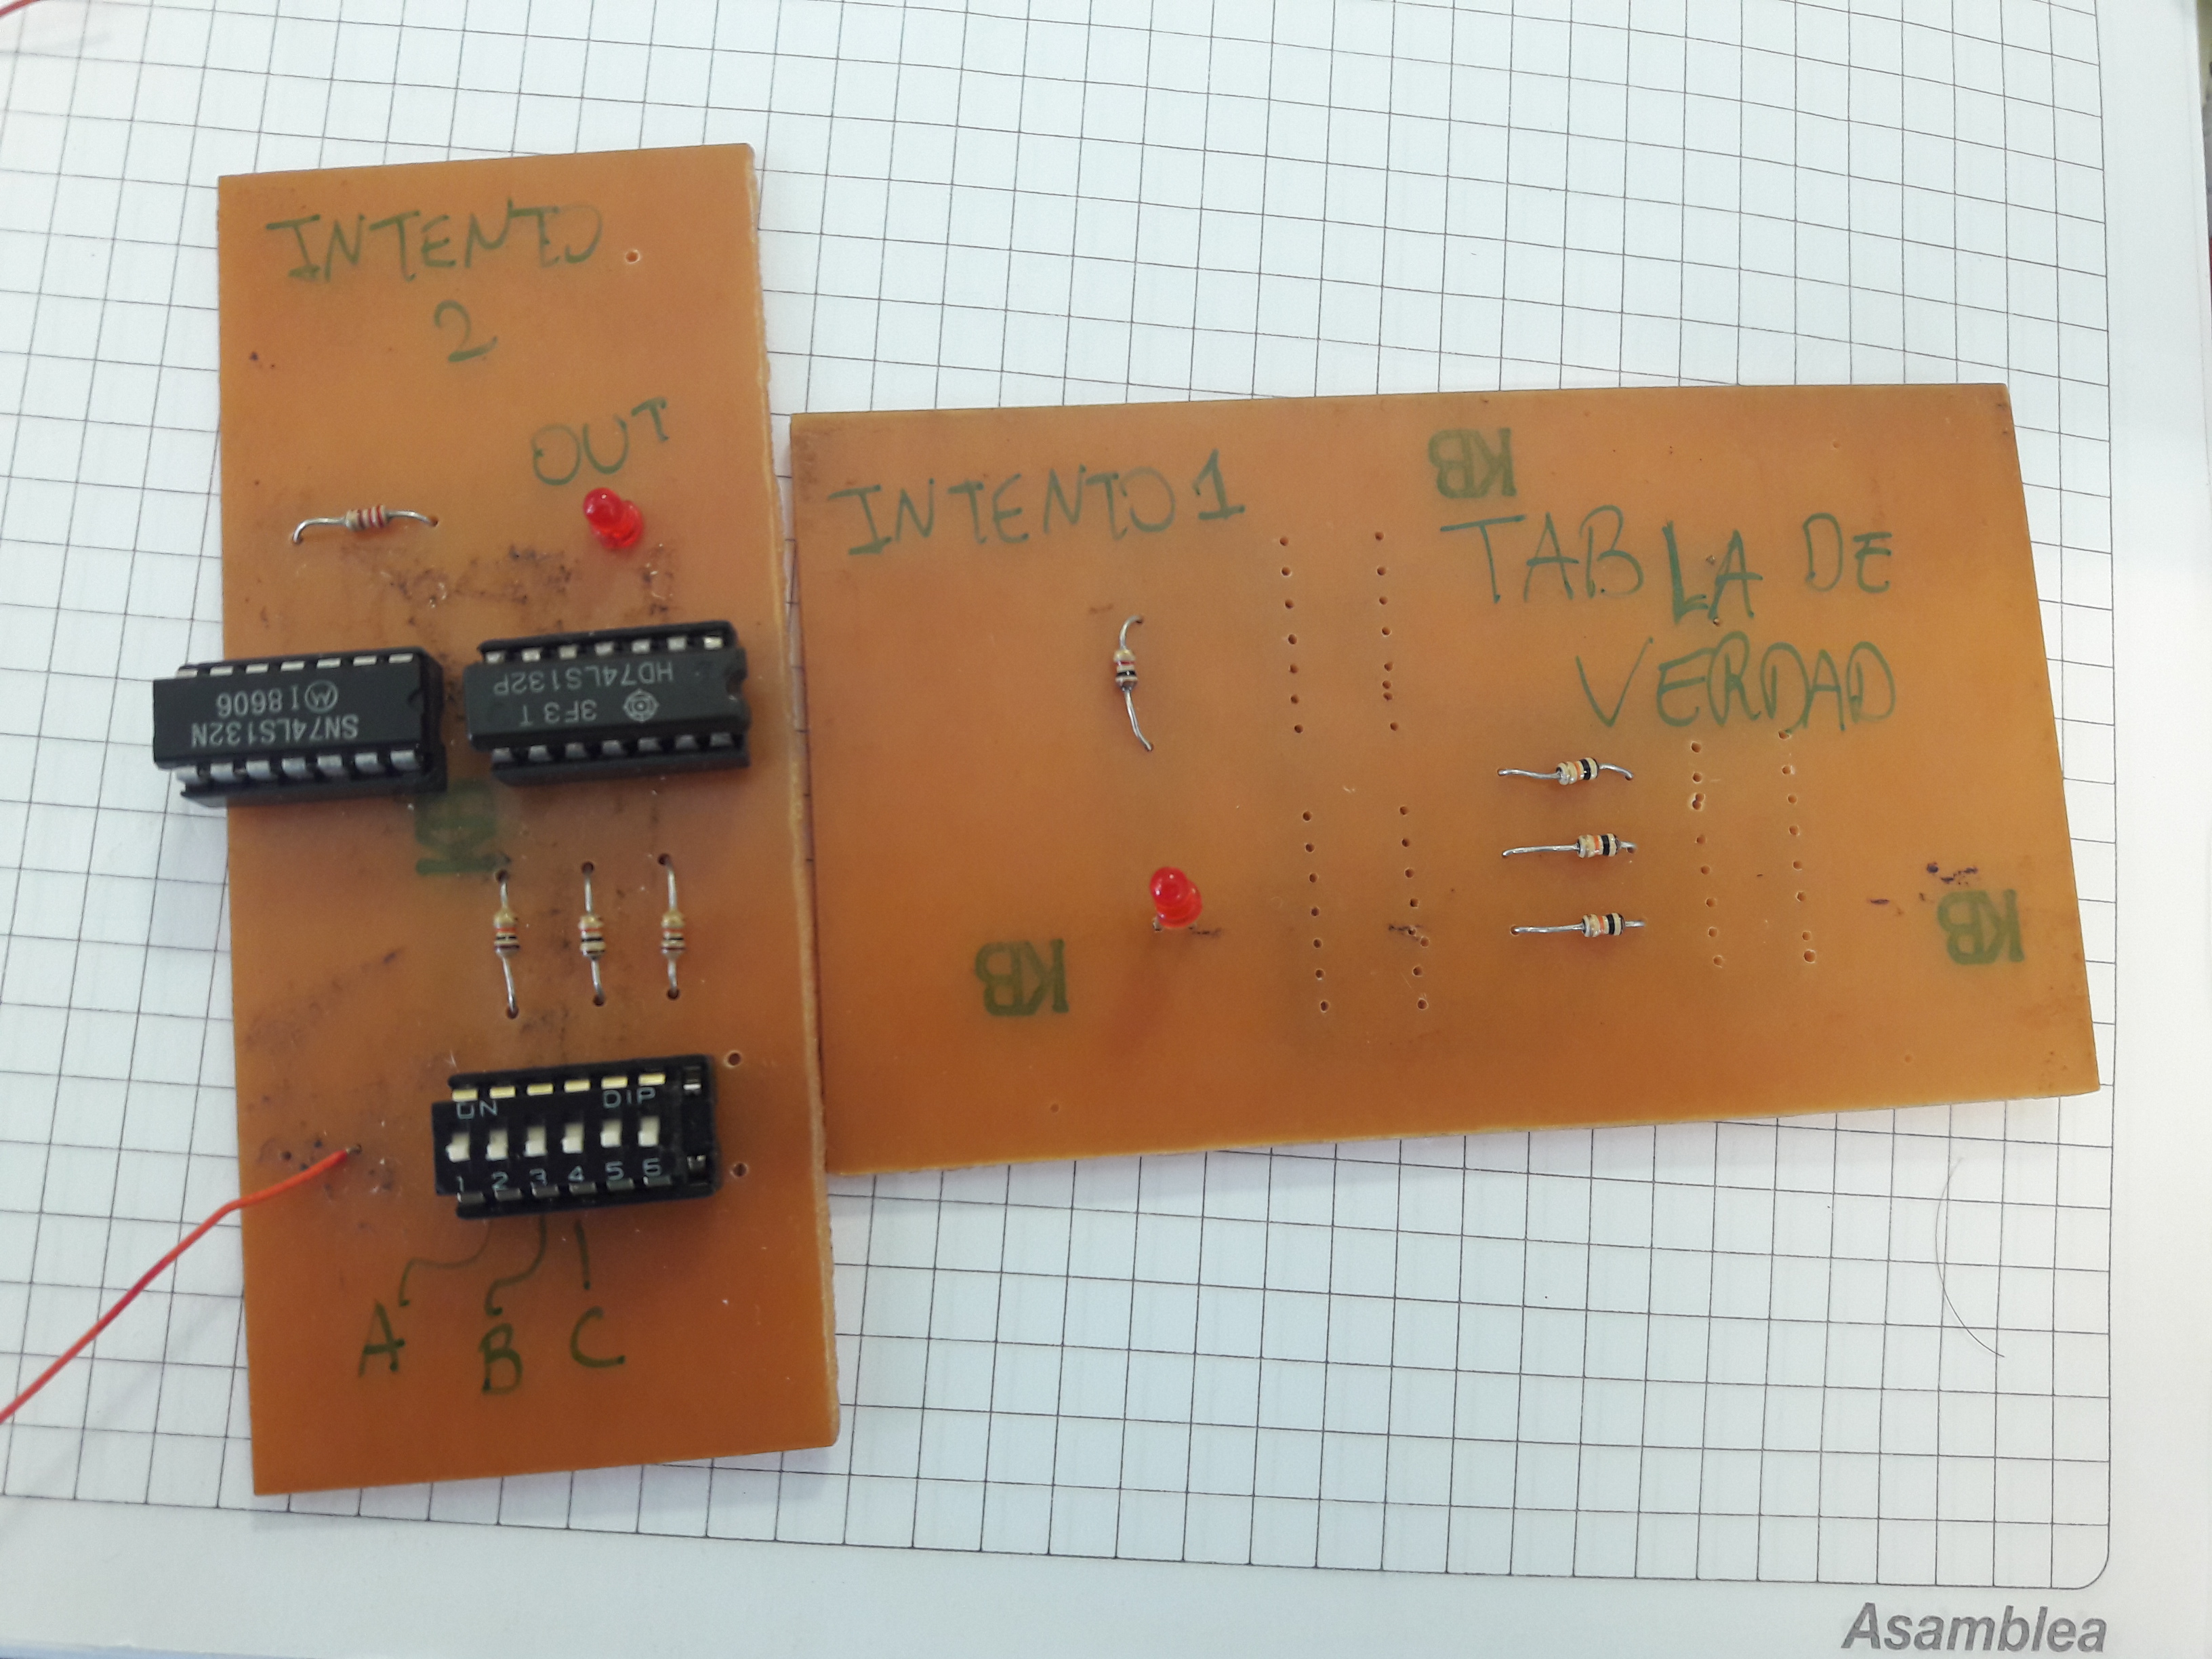 INTENTO
2
OUT
SN74LS132N
M I8606
3F3 T
HD74LS132P
KB
ON
DIP
1 2 3 4 5 6
A
B
C
INTENTO 1
KB
KB
TABLA DE
VERDAD
KB
Asamblea